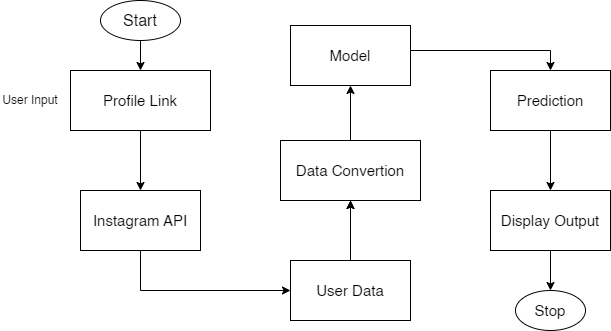 Start
User Input
Profile Link
Instagram API
User Data
Data Convertion
Model
Prediction
Display Output
Stop